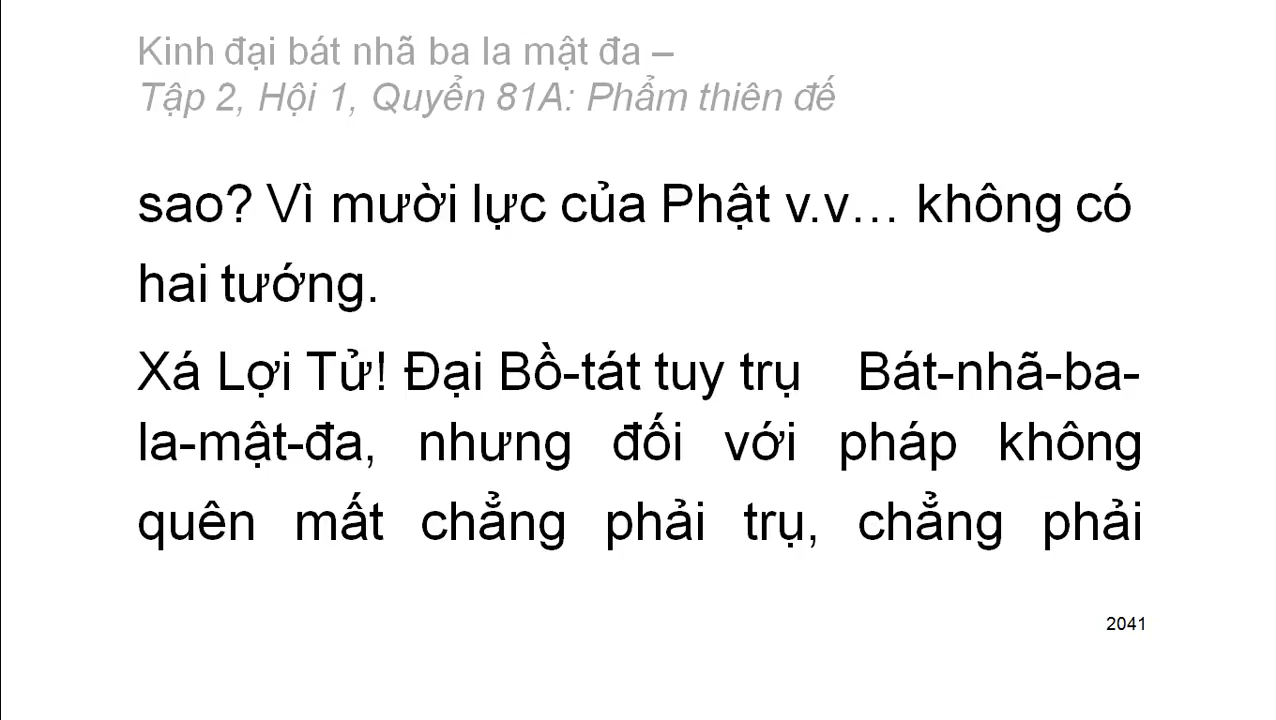 Kinh đại bát nhã ba la mật đa –
Tập 2, Hội 1, Quyển 81A: Phẩm thiên đế
sao? Vì mười lực của Phật v.v… không có
hai tướng.
Xá Lợi Tử! Đại Bồ-tát tuy trụ Bát-nhã-ba-
la-mật-đa, nhưng đối với pháp không
quên mất chẳng phải trụ, chẳng phải
2041